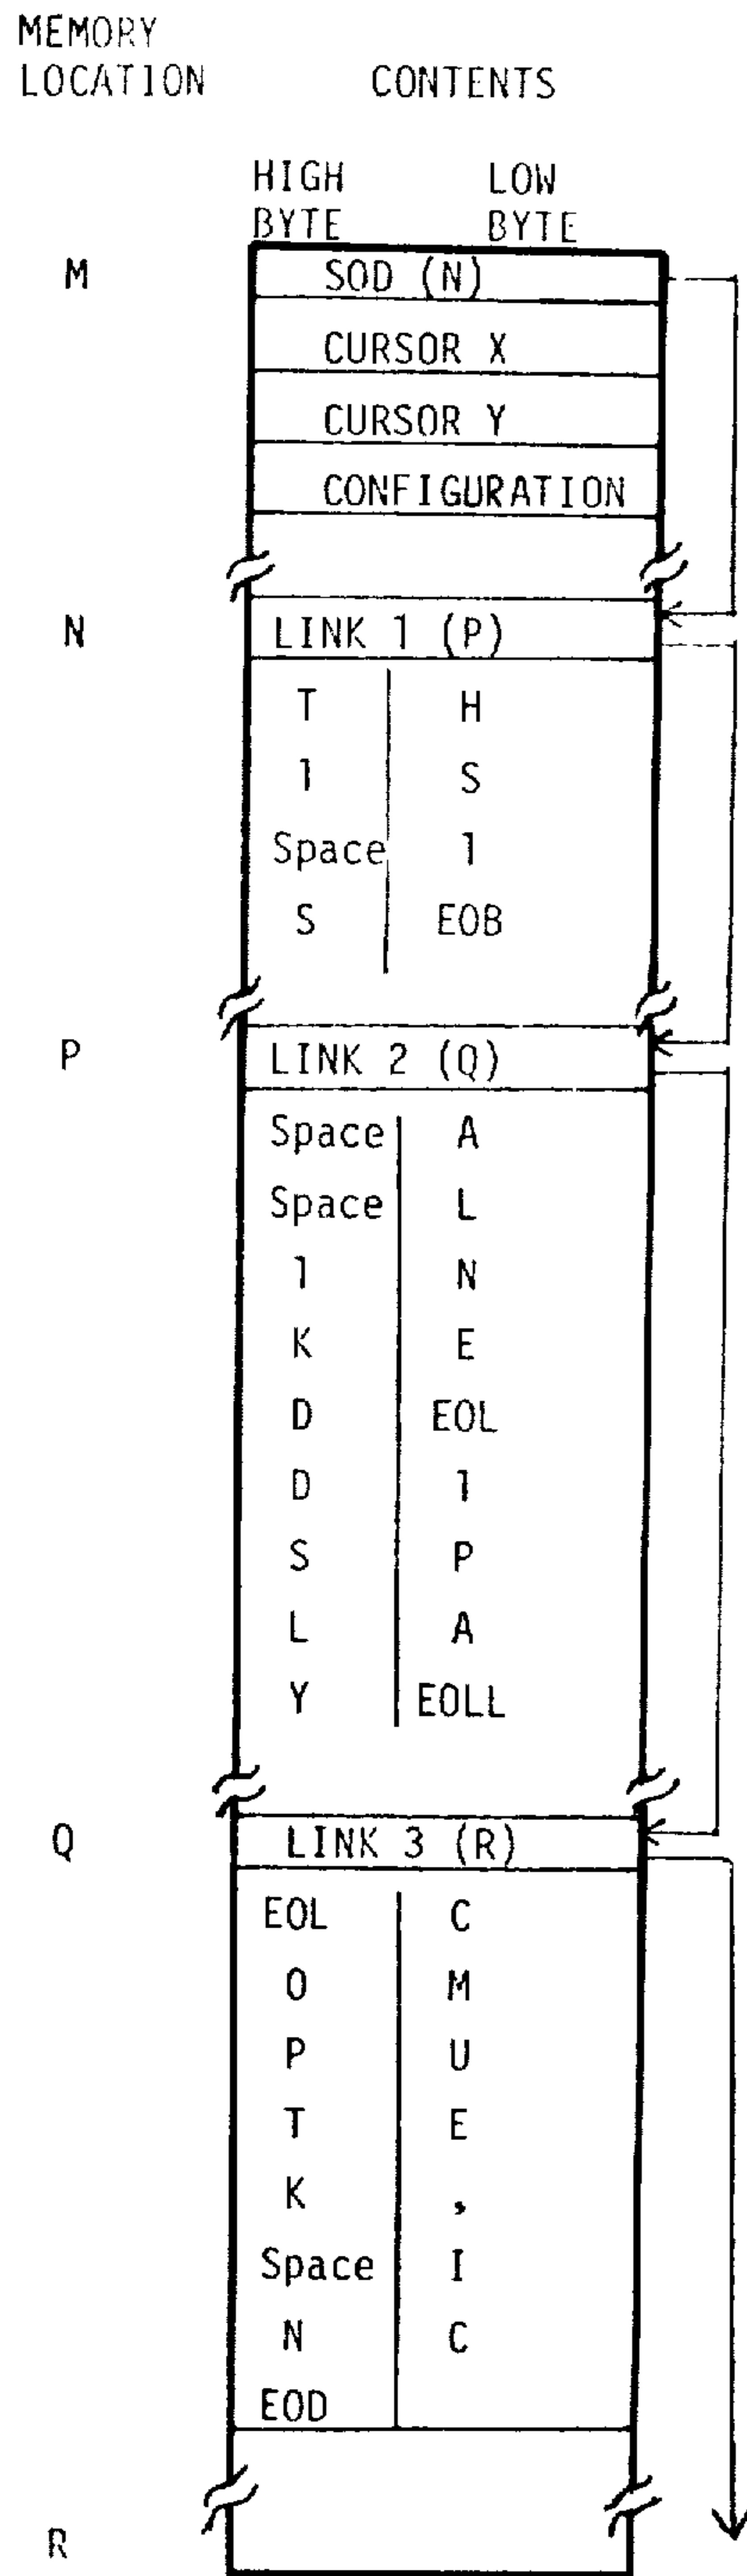 MEMORY
LOCATION CONTENTS
HIGH LOW
BYTE BYTE
M SOD (N)
CURSOR X
CURSOR Y
CONFIGURATION
N LINK 1 (P)
T H
1 S
Space 1
S EOB
P LINK 2 (Q)
Space A
Space L
1 N
K E
D EOL
D 1
S P
L A
Y EOLL
Q LINK 3 (R)
EOL C
O M
P U
T E
K ,
Space I
N C
EOD
R